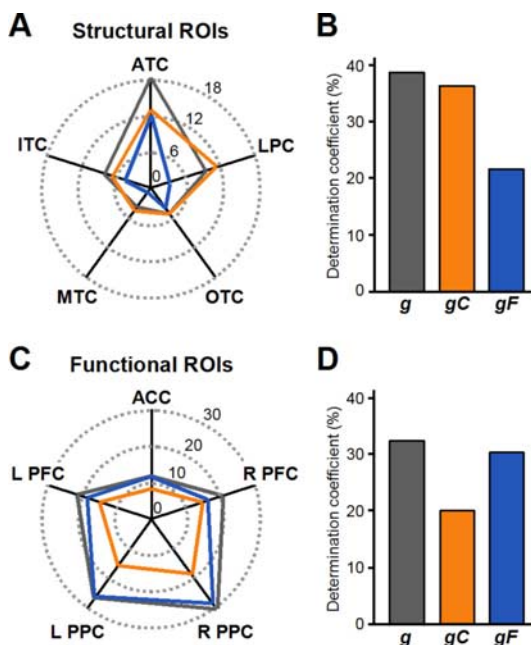 A
Structural ROIs
ATC
18
12
6
0
LPC
OTC
MTC
ITC
B
Determination coefficient (%)
40
30
20
10
0
g
gC
gF
C
Functional ROIs
ACC
30
20
10
0
R PFC
R PPC
L PPC
L PFC
D
Determination coefficient (%)
40
30
20
10
0
g
gC
gF